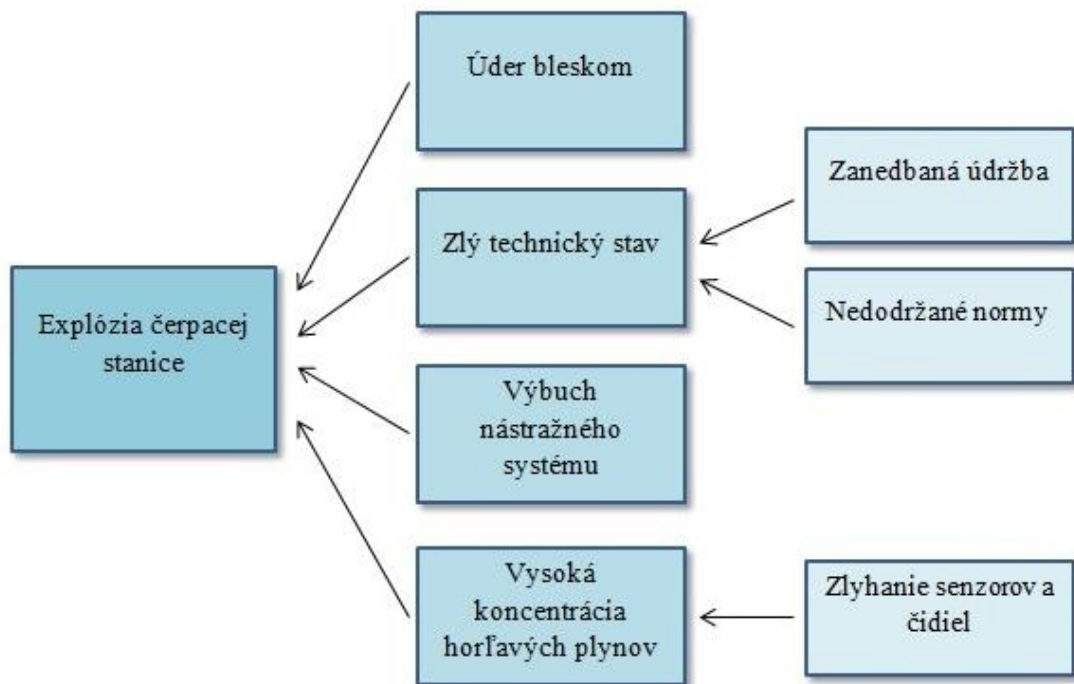 Úder bleskom
Zanedbaná údržba
Zlý technický stav
Nedodržané normy
Explózia čerpacej
stanice
Výbuch
nástražného
systému
Vysoká
koncentrácia
horľavých plynov
Zlyhanie senzorov a
čidiel